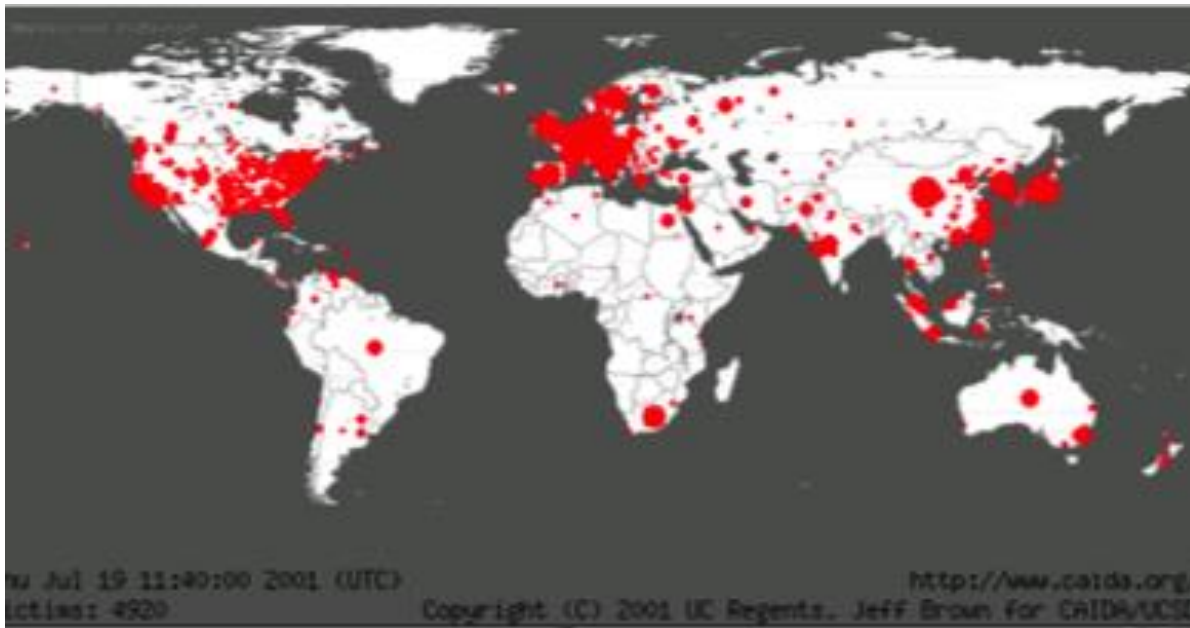 hu Jul 19 11:40:00 2001 (UTC)
ictims: 4920
http://www.caida.org/
Copyright (C) 2001 UC Regents. Jeff Brown for CAIDA/UCSD